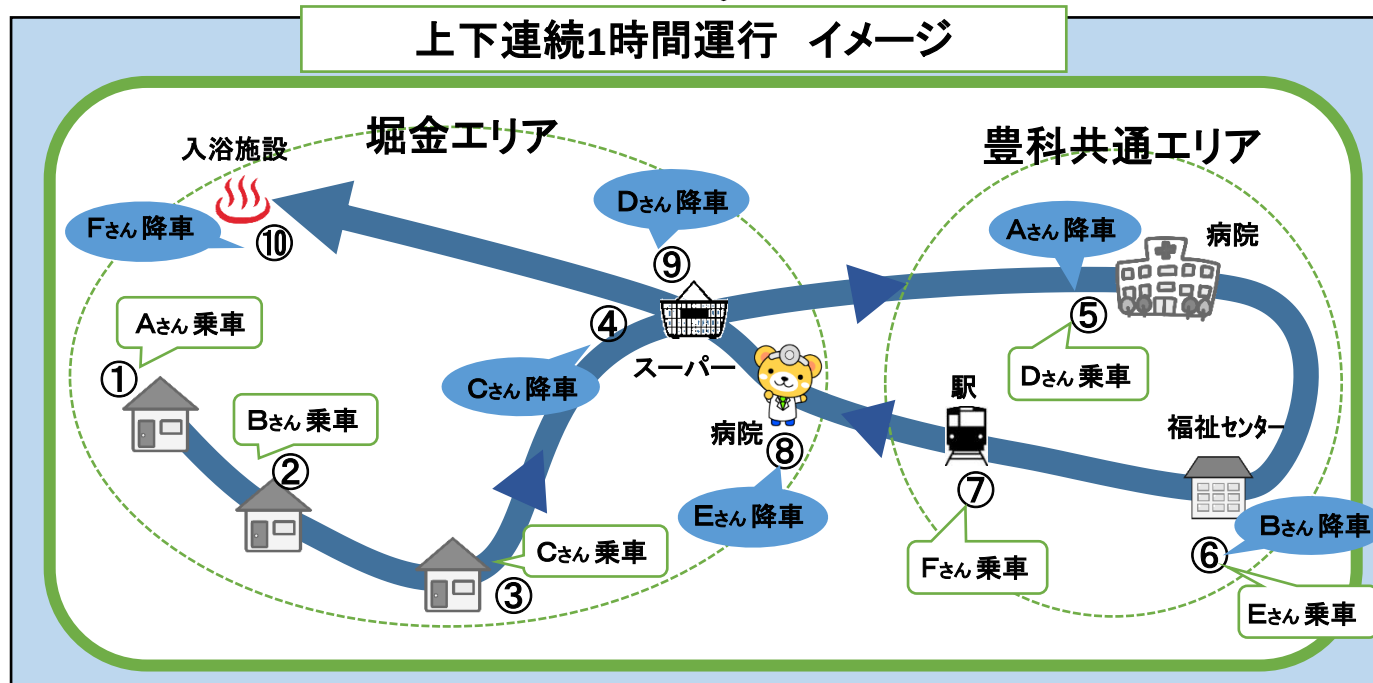 上下連続1時間運行 イメージ
堀金エリア
豊科共通エリア
入浴施設
Fさん 降車
⑩
Dさん 降車
⑨
Aさん 降車
病院
⑤
Dさん 乗車
Aさん 乗車
①
Bさん 乗車
②
Cさん 乗車
③
④
Cさん 降車
スーパー
病院
⑧
Eさん 降車
駅
⑦
Fさん 乗車
福祉センター
⑥
Bさん 降車
Eさん 乗車